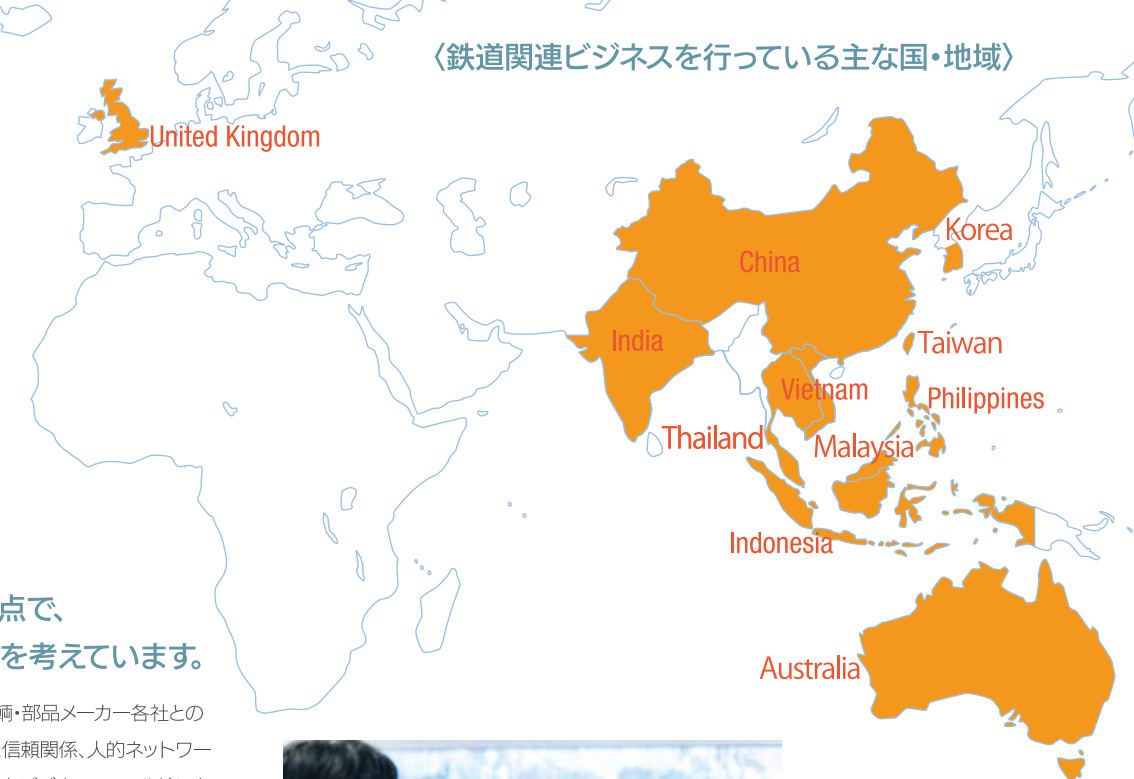 〈鉄道関連ビジネスを行っている主な国・地域〉
United Kingdom
Korea
China
India
Taiwan
Vietnam
Philippines
Thailand
Malaysia
Indonesia
Australia
点で、
を考えています。
・部品メーカー各社との
信頼関係、人的ネットワー